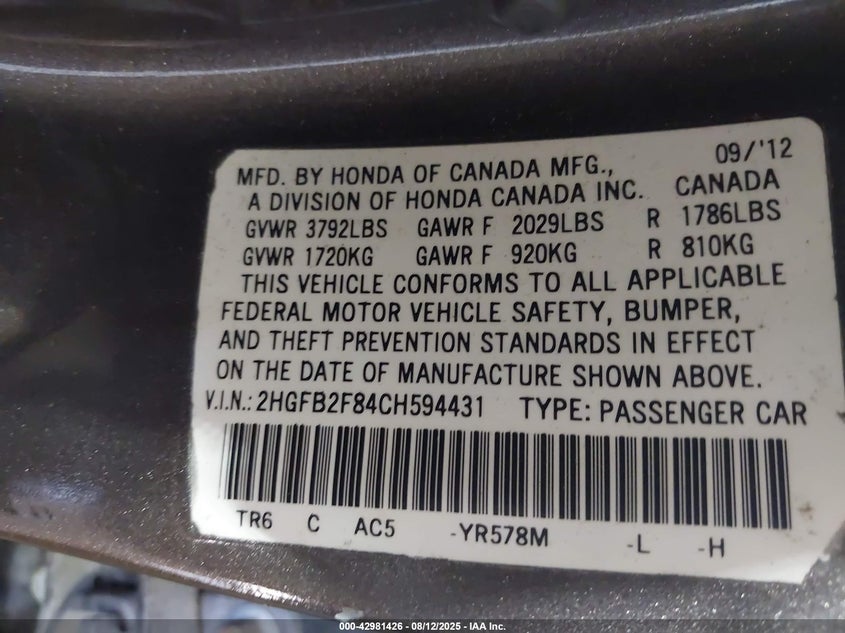 09/'12
MFD. BY HONDA OF CANADA MFG.,
A DIVISION OF HONDA CANADA INC. CANADA
GVWR 3792LBS GAWR F 2029LBS R 1786LBS
GVWR 1720KG GAWR F 920KG R 810KG
THIS VEHICLE CONFORMS TO ALL APPLICABLE
FEDERAL MOTOR VEHICLE SAFETY, BUMPER,
AND THEFT PREVENTION STANDARDS IN EFFECT
ON THE DATE OF MANUFACTURE SHOWN ABOVE.
V.I.N.: 2HGFB2F84CH594431 TYPE: PASSENGER CAR
TR6 C AC5 -YR578M -L -H
000-42981426 - 08/12/2025 - IAA Inc.